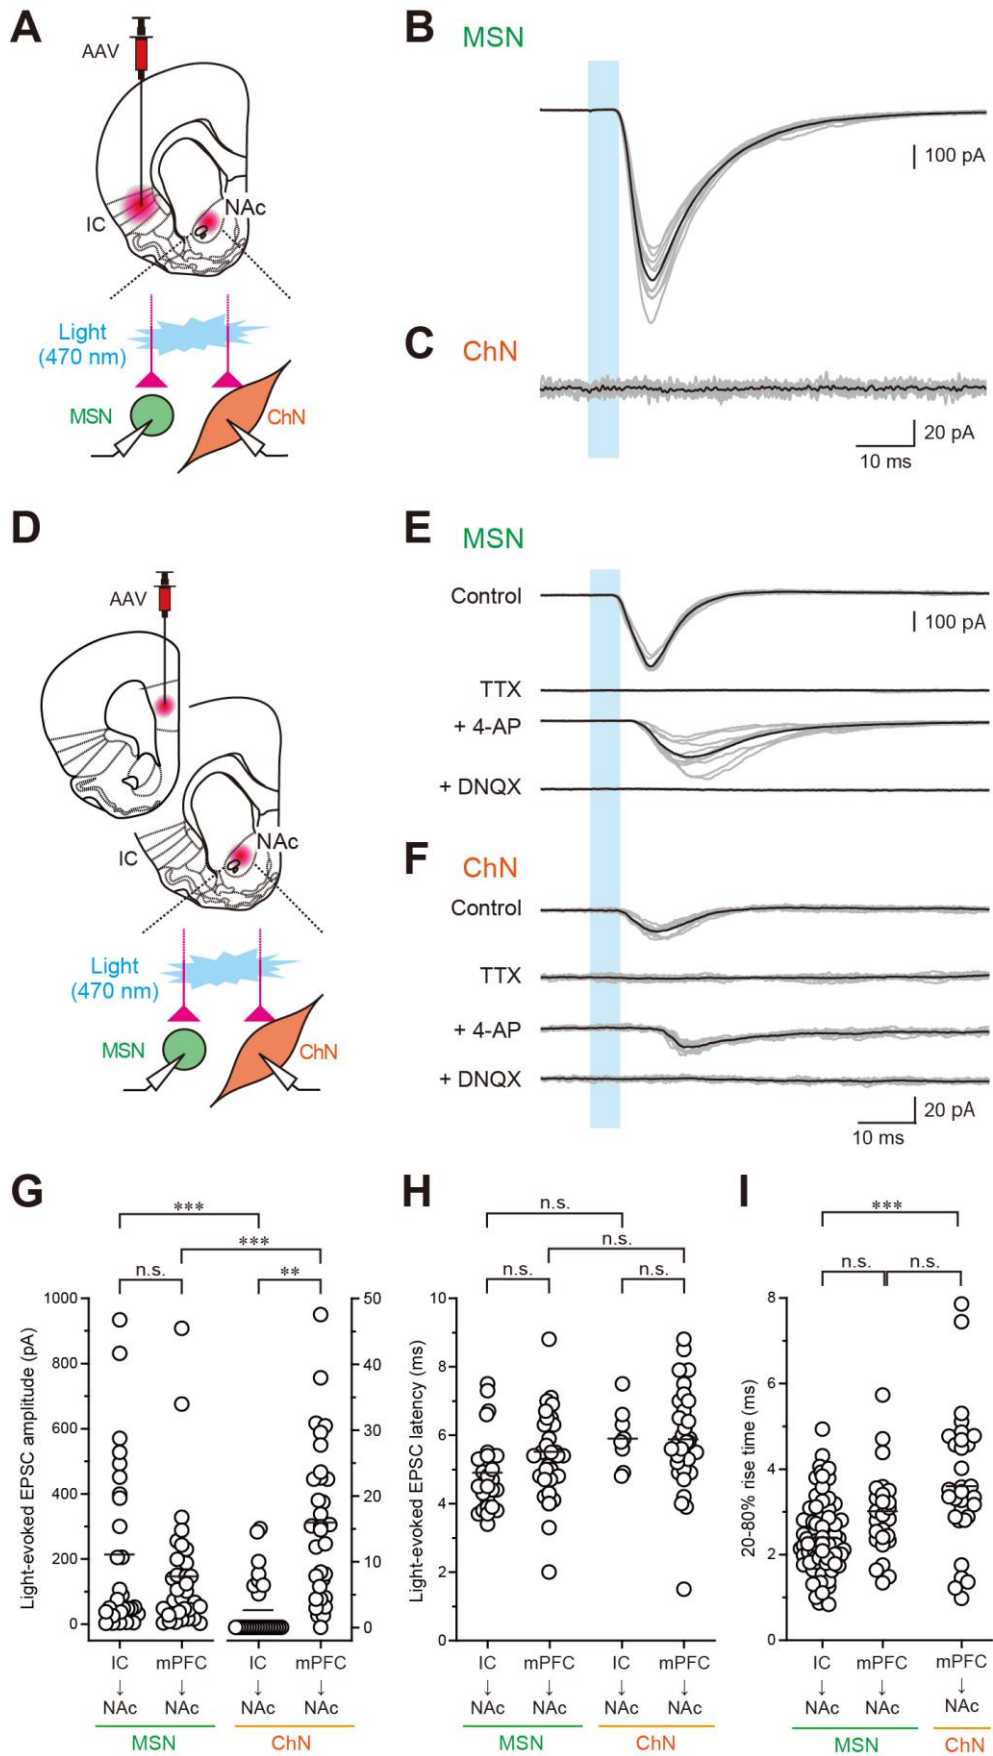 A
AAV
IC
NAc
Light
(470 nm)
MSN
ChN
B
MSN
100 pA
C
ChN
20 pA
10 ms
D
AAV
IC
NAc
Light
(470 nm)
MSN
ChN
E
MSN
Control
100 pA
TTX
+ 4-AP
+ DNQX
F
ChN
Control
TTX
+ 4-AP
+ DNQX
20 pA
10 ms
G
***
***
n.s.
**
Light-evoked EPSC amplitude (pA)
1000
800
600
400
200
0
50
40
30
20
10
0
IC
↓
NAc
mPFC
↓
NAc
IC
↓
NAc
mPFC
↓
NAc
MSN
ChN
H
n.s.
n.s.
n.s.
n.s.
Light-evoked EPSC latency (ms)
10
8
6
4
2
0
IC
↓
NAc
mPFC
↓
NAc
IC
↓
NAc
mPFC
↓
NAc
MSN
ChN
I
***
n.s.
n.s.
20-80% rise time (ms)
8
6
4
2
0
IC
↓
NAc
mPFC
↓
NAc
mPFC
↓
NAc
MSN
ChN